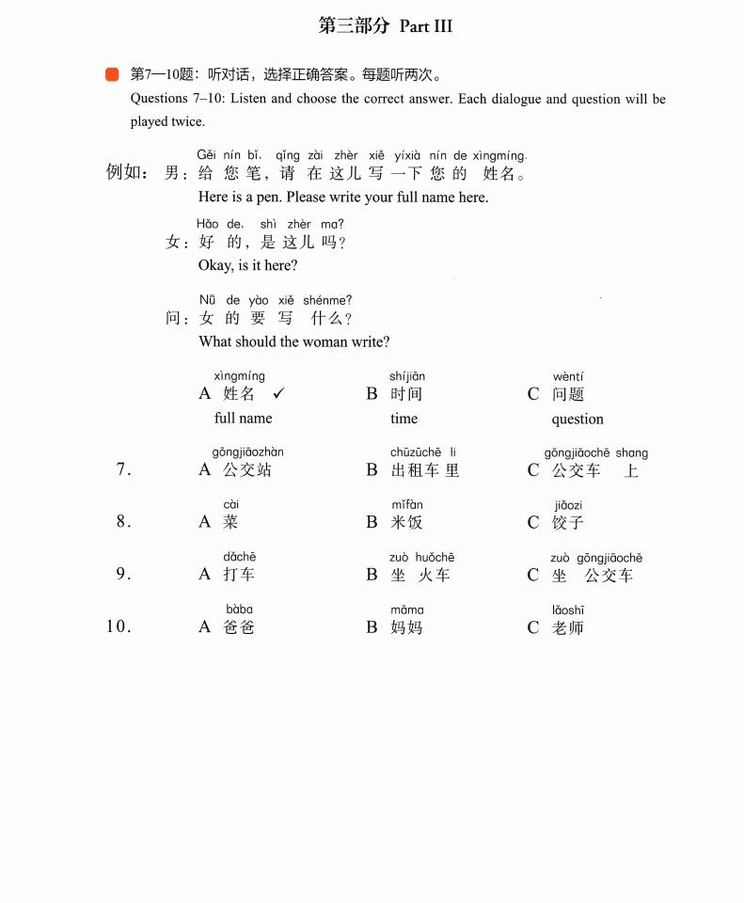 第三部分 Part III
第7—10题：听对话，选择正确答案。每题听两次。
Questions 7–10: Listen and choose the correct answer. Each dialogue and question will be
played twice.
Gěi nín bǐ, qǐng zài zhèr xiě yíxià nín de xìngmíng.
例如： 男：给 您 笔，请 在 这儿 写 一下 您 的 姓名。
Here is a pen. Please write your full name here.
Hǎo de, shì zhèr ma?
女：好 的，是 这儿 吗？
Okay, is it here?
Nǚ de yào xiě shénme?
问：女 的 要 写 什么？
What should the woman write?
xìngmíng shíjiān wèntí
A 姓名 ✓ B 时间 C 问题
full name time question
gōngjiāozhàn chūzūchē li gōngjiāochē shang
7. A 公交站 B 出租车 里 C 公交车 上
cài mǐfàn jiǎozi
8. A 菜 B 米饭 C 饺子
dǎchē zuò huǒchē zuò gōngjiāochē
9. A 打车 B 坐 火车 C 坐 公交车
bàba māma lǎoshī
10. A 爸爸 B 妈妈 C 老师